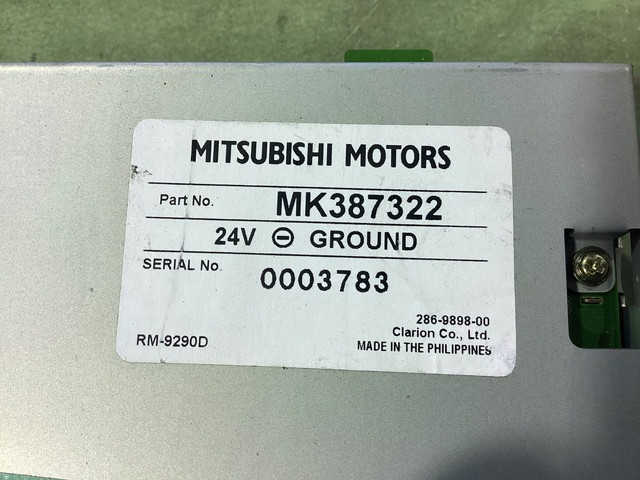 MITSUBISHI MOTORS
Part No. MK387322
24V ⊖ GROUND
SERIAL No. 0003783
286-9898-00
Clarion Co., Ltd.
RM-9290D MADE IN THE PHILIPPINES